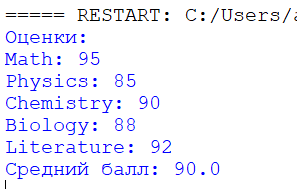 ===== RESTART: C:/Users/
Оценки:
Math: 95
Physics: 85
Chemistry: 90
Biology: 88
Literature: 92
Средний балл: 90.0